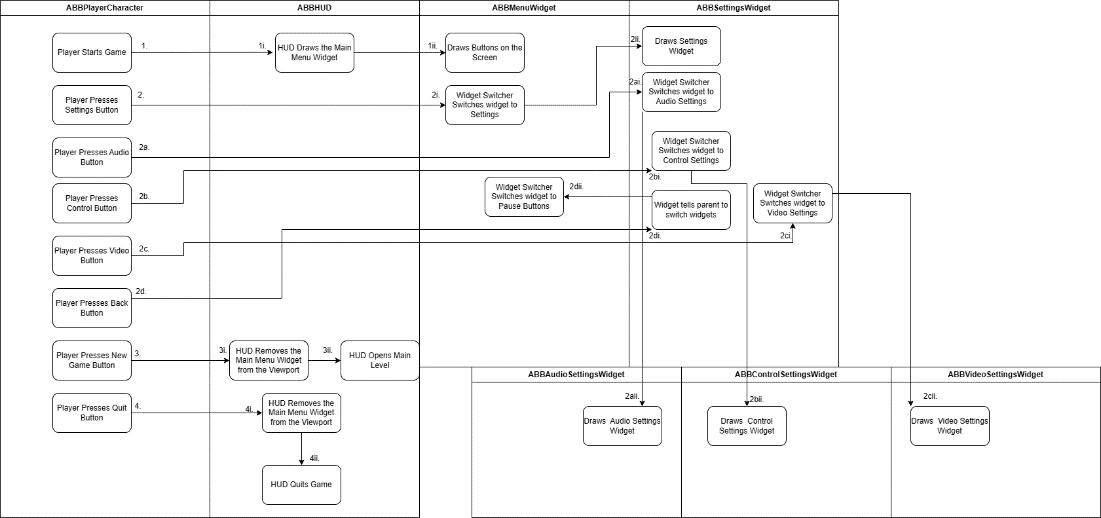 ABBPlayerCharacter
ABBHUD
ABBMenuWidget
ABBSettingsWidget
Player Starts Game
1.
1i.
HUD Draws the Main
Menu Widget
1ii.
Draws Buttons on the
Screen
2ii.
Draws Settings
Widget
Player Presses
Settings Button
2.
2i.
Widget Switcher
Switches widget to
Settings
2ai.
Widget Switcher
Switches widget to
Audio Settings
Player Presses Audio
Button
2a.
Widget Switcher
Switches widget to
Control Settings
2bi.
Player Presses
Control Button
2b.
Widget Switcher
Switches widget to
Pause Buttons
2dii.
Widget tells parent to
switch widgets
2di.
Widget Switcher
Switches widget to
Video Settings
2ci.
Player Presses Video
Button
2c.
Player Presses Back
Button
2d.
Player Presses New
Game Button
3.
3i.
HUD Removes the
Main Menu Widget
from the Viewport
3ii.
HUD Opens Main
Level
ABBAudioSettingsWidget
ABBControlSettingsWidget
ABBVideoSettingsWidget
Player Presses Quit
Button
4.
4i.
HUD Removes the
Main Menu Widget
from the Viewport
2aii.
Draws Audio Settings
Widget
2bii.
Draws Control
Settings Widget
2cii.
Draws Video Settings
Widget
4ii.
HUD Quits Game